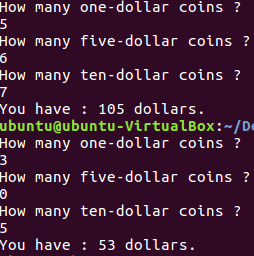 How many one-dollar coins ?
5
How many five-dollar coins ?
6
How many ten-dollar coins ?
7
You have : 105 dollars.
ubuntu@ubuntu-VirtualBox:~/De
How many one-dollar coins ?
3
How many five-dollar coins ?
0
How many ten-dollar coins ?
5
You have : 53 dollars.